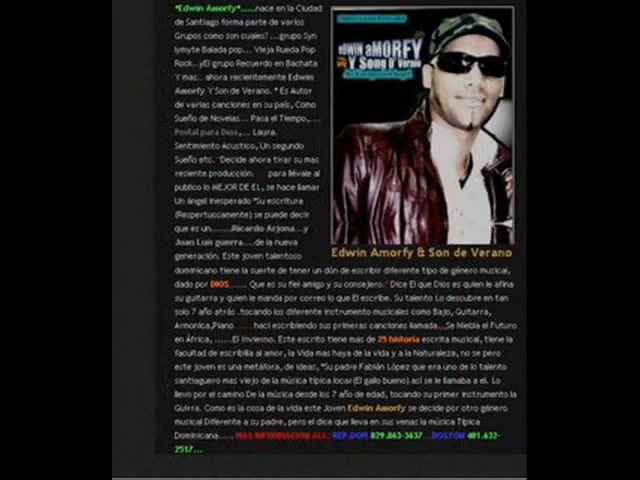 *Edwin Amorfy*.....nace en la Ciudad
de Santiago forma parte de varios
Grupos como son cuales? ...grupo Syn
lymyte Balada pop... Vieja Rueda Pop
Rock...yEl grupo Recuerdo en Bachata
Y mas.. ahora recientemente Edwin
Amorfy Y Son de Verano. * Es Autor
de varias canciones en su país, Como
Sueño de Novelas... Pasa el Tiempo,....
Postal para Dios,... Laura.
Sentimiento Acustico, Un segundo
Sueño etc. "Decide ahora tirar su mas
resiente producción. para llévale al
publico lo MEJOR DE EL, se hace llamar
Un ángel inesperado "Su escritura
(Respertuosamente) se puede decir
que es un.......Ricardo Arjona...y
Juan Luis guerra....de la nueva
generación. Este joven talentoso
EDWIN AMORFY
Y Song D' Verano
Edwin Amorfy & Son de Verano
dominicano tiene la suerte de tener un dón de escribir diferente tipo de género musical,
dado por DIOS...... Que es su fiel amigo y su consejero." Dice El que Dios es quien le afina
su guitarra y quien le manda por correo lo que El escribe. Su talento Lo descubre en tan
solo 7 año atrás .tocando los diferente instrumento musicales como Bajo, Guitarra,
Armonica,Piano haci escribiendo sus primeras canciones llamada...Se Niebla el Futuro
en África, ......El Invierno. Este escrito tiene mas de 25 historia escrita musical, tiene la
facultad de escribilla al amor, la Vida mas haya de la vida y a la Naturaleza, no se pero
este joven es una metáfora, de ideas, "Su padre Fabián López que era uno de lo talento
santiaguero mas viejo de la música típica locar(El gallo bueno) así se le llamaba a el. Lo
llevo por el camino De la música desde los 7 año de edad, tocando su primer instrumento la
Guirra. Como es la cosa de la vida este Joven Edwin Amorfy se decide por otro género
musical Diferente a su padre, pero el dice que lleva en sus venas la música Típica
Dominicana..... MAS INFORMACION AEL: REP.DOM 829.863-3637...BOSTON 401.632-
2517...